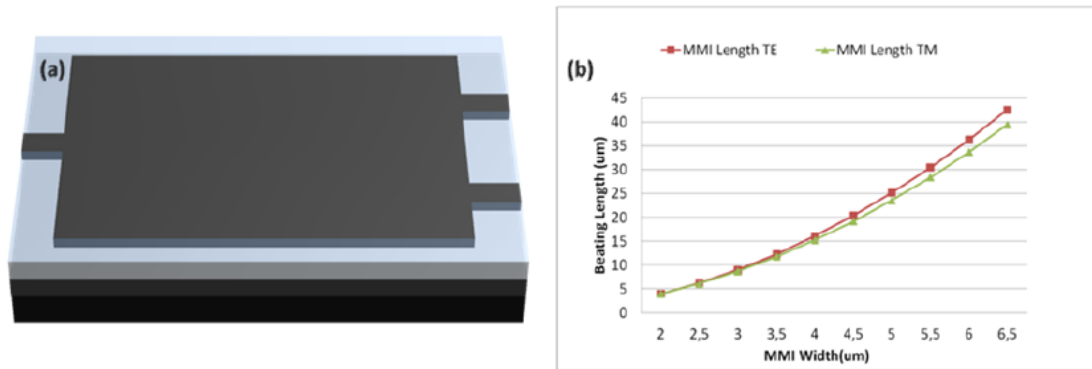 (a)
MMI Length TE
MMI Length TM
(b)
45
40
35
30
25
20
15
10
5
0
Beating Length (um)
2 2,5 3 3,5 4 4,5 5 5,5 6 6,5
MMI Width(um)